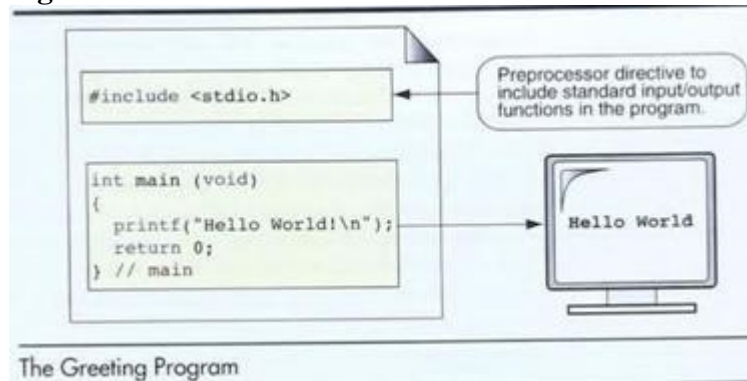 #include <stdio.h>
Preprocessor directive to
include standard input/output
functions in the program.
int main (void)
{
printf("Hello World!\n");
return 0;
} // main
Hello World
The Greeting Program